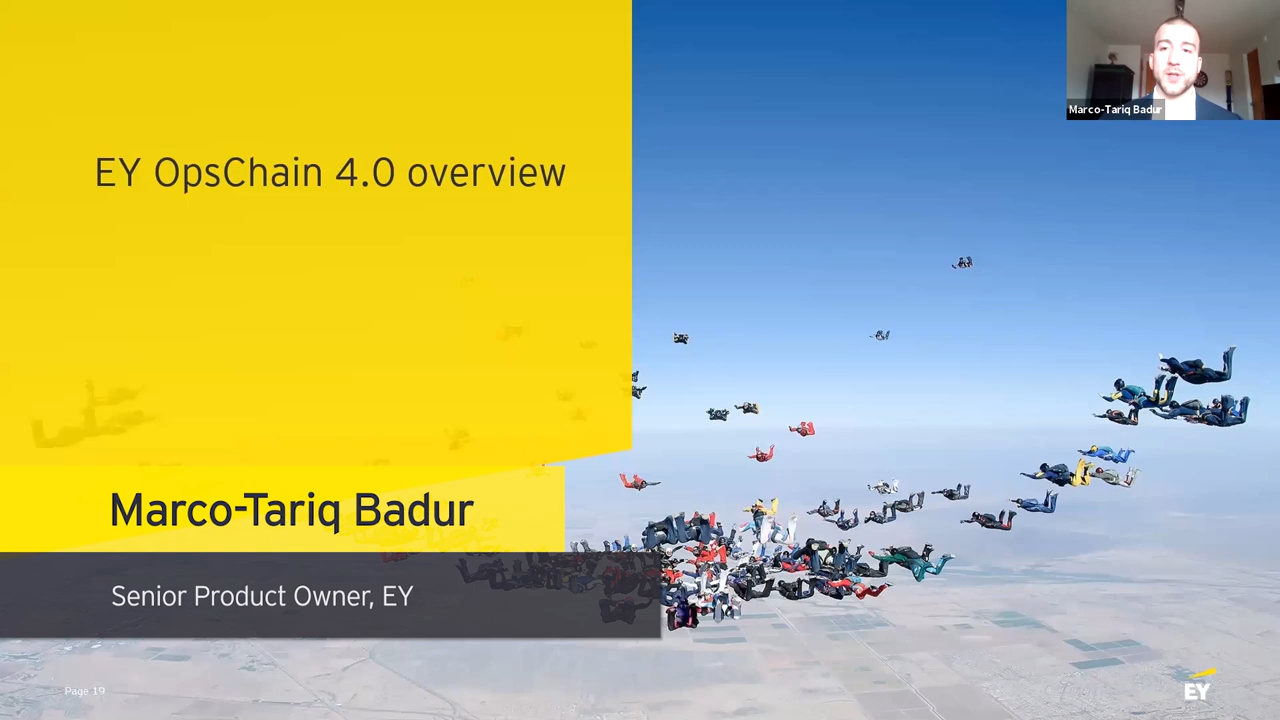 EY OpsChain 4.0 overview
Marco-Tariq Badur
Marco-Tariq Badur
Senior Product Owner, EY
Page 19
EY